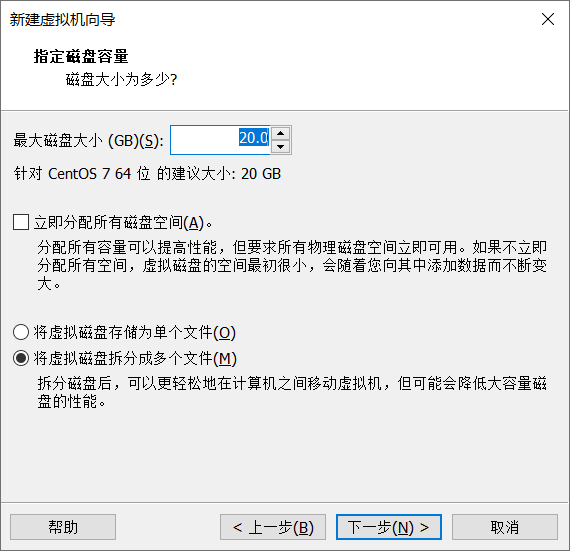 新建虚拟机向导
指定磁盘容量
磁盘大小为多少?
最大磁盘大小 (GB)(S): 20.0
针对 CentOS 7 64 位 的建议大小: 20 GB
立即分配所有磁盘空间(A)。
分配所有容量可以提高性能，但要求所有物理磁盘空间立即可用。如果不立即
分配所有空间，虚拟磁盘的空间最初很小，会随着您向其中添加数据而不断变
大。
将虚拟磁盘存储为单个文件(O)
将虚拟磁盘拆分成多个文件(M)
拆分磁盘后，可以更轻松地在计算机之间移动虚拟机，但可能会降低大容量磁
盘的性能。
帮助 < 上一步(B) 下一步(N) > 取消